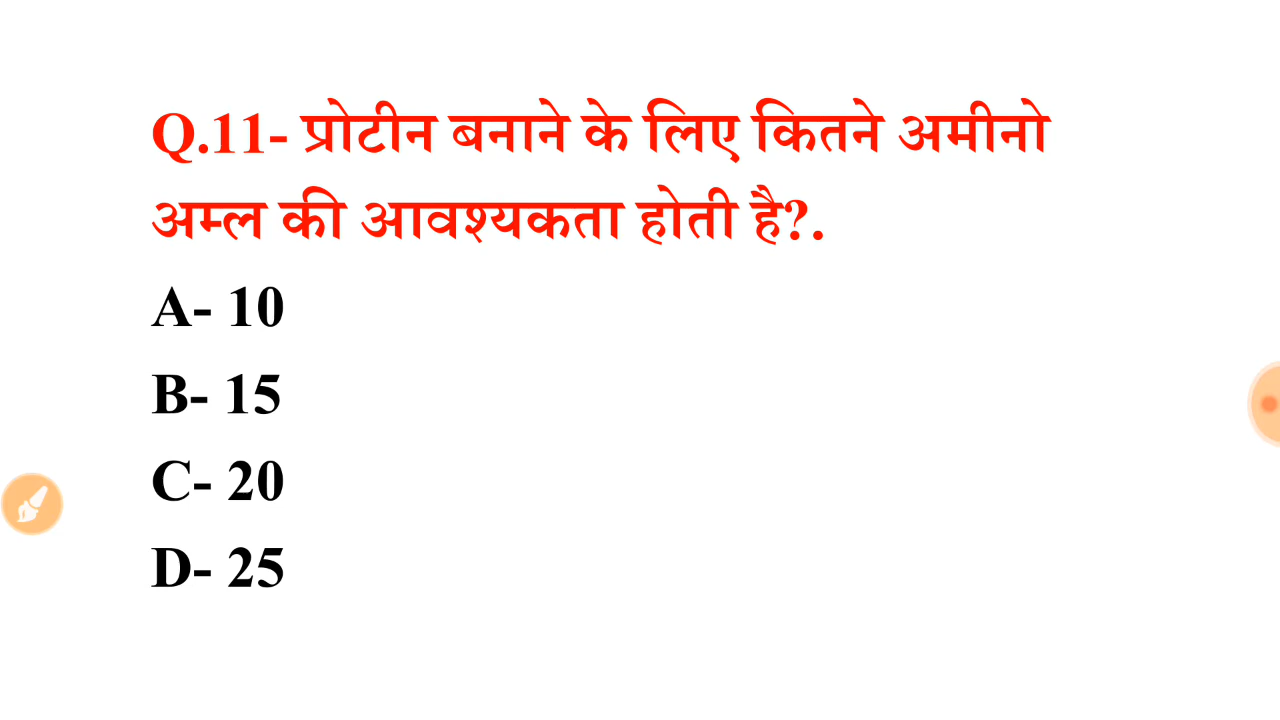 Q.11- प्रोटीन बनाने के लिए कितने अमीनो
अम्ल की आवश्यकता होती है?.
A- 10
B- 15
C- 20
D- 25